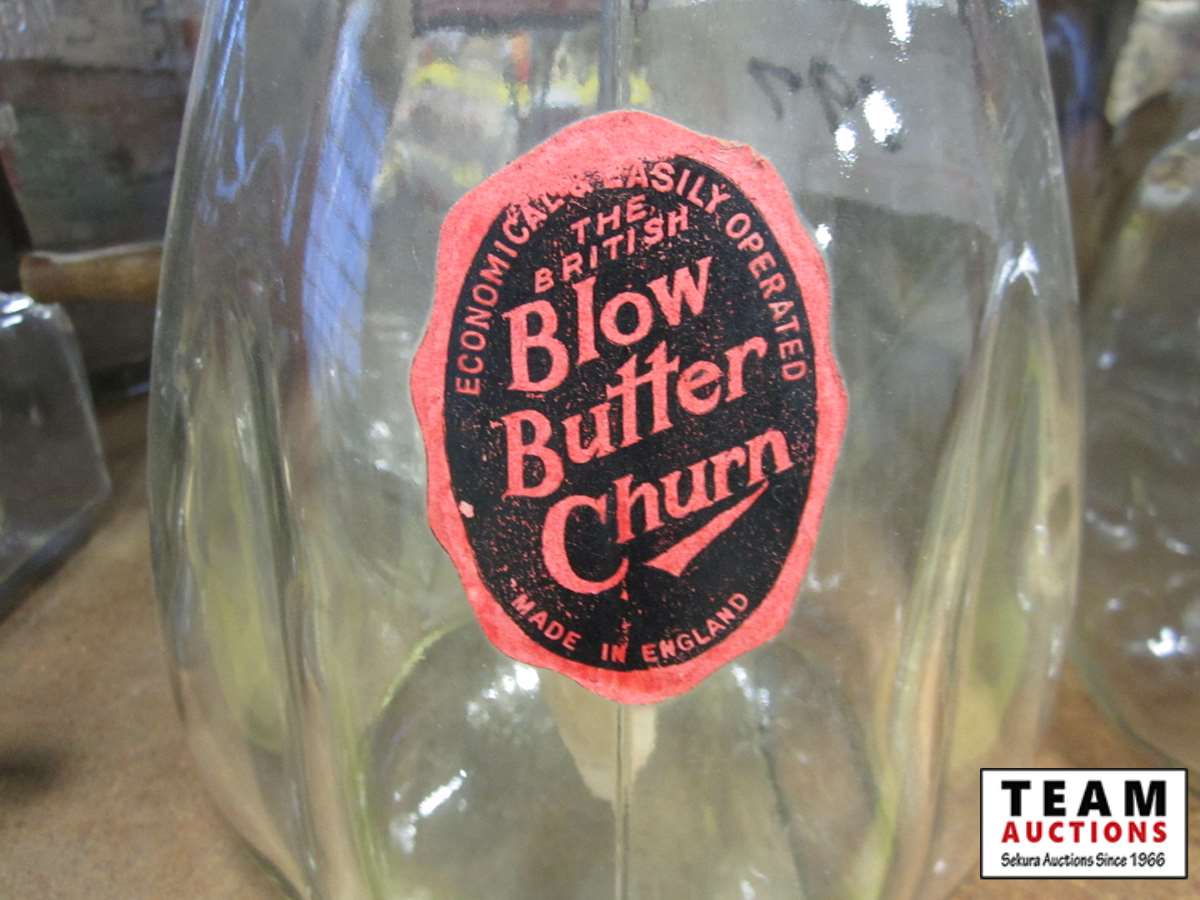 ECONOMICAL & EASILY OPERATED
THE
BRITISH
Blow
Butter
Churn
MADE IN ENGLAND
TEAM
AUCTIONS
Sekura Auctions Since 1966